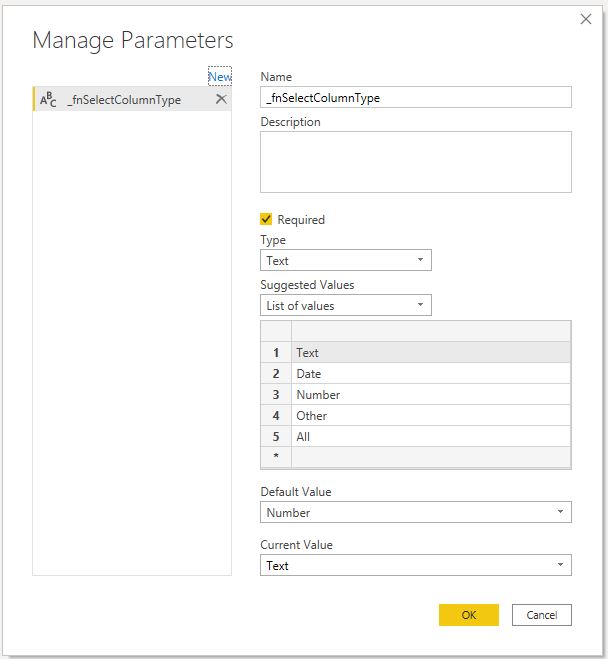 Manage Parameters
New
ABC _fnSelectColumnType
Name
_fnSelectColumnType
Description
Required
Type
Text
Suggested Values
List of values
1 Text
2 Date
3 Number
4 Other
5 All
*
Default Value
Number
Current Value
Text
OK Cancel